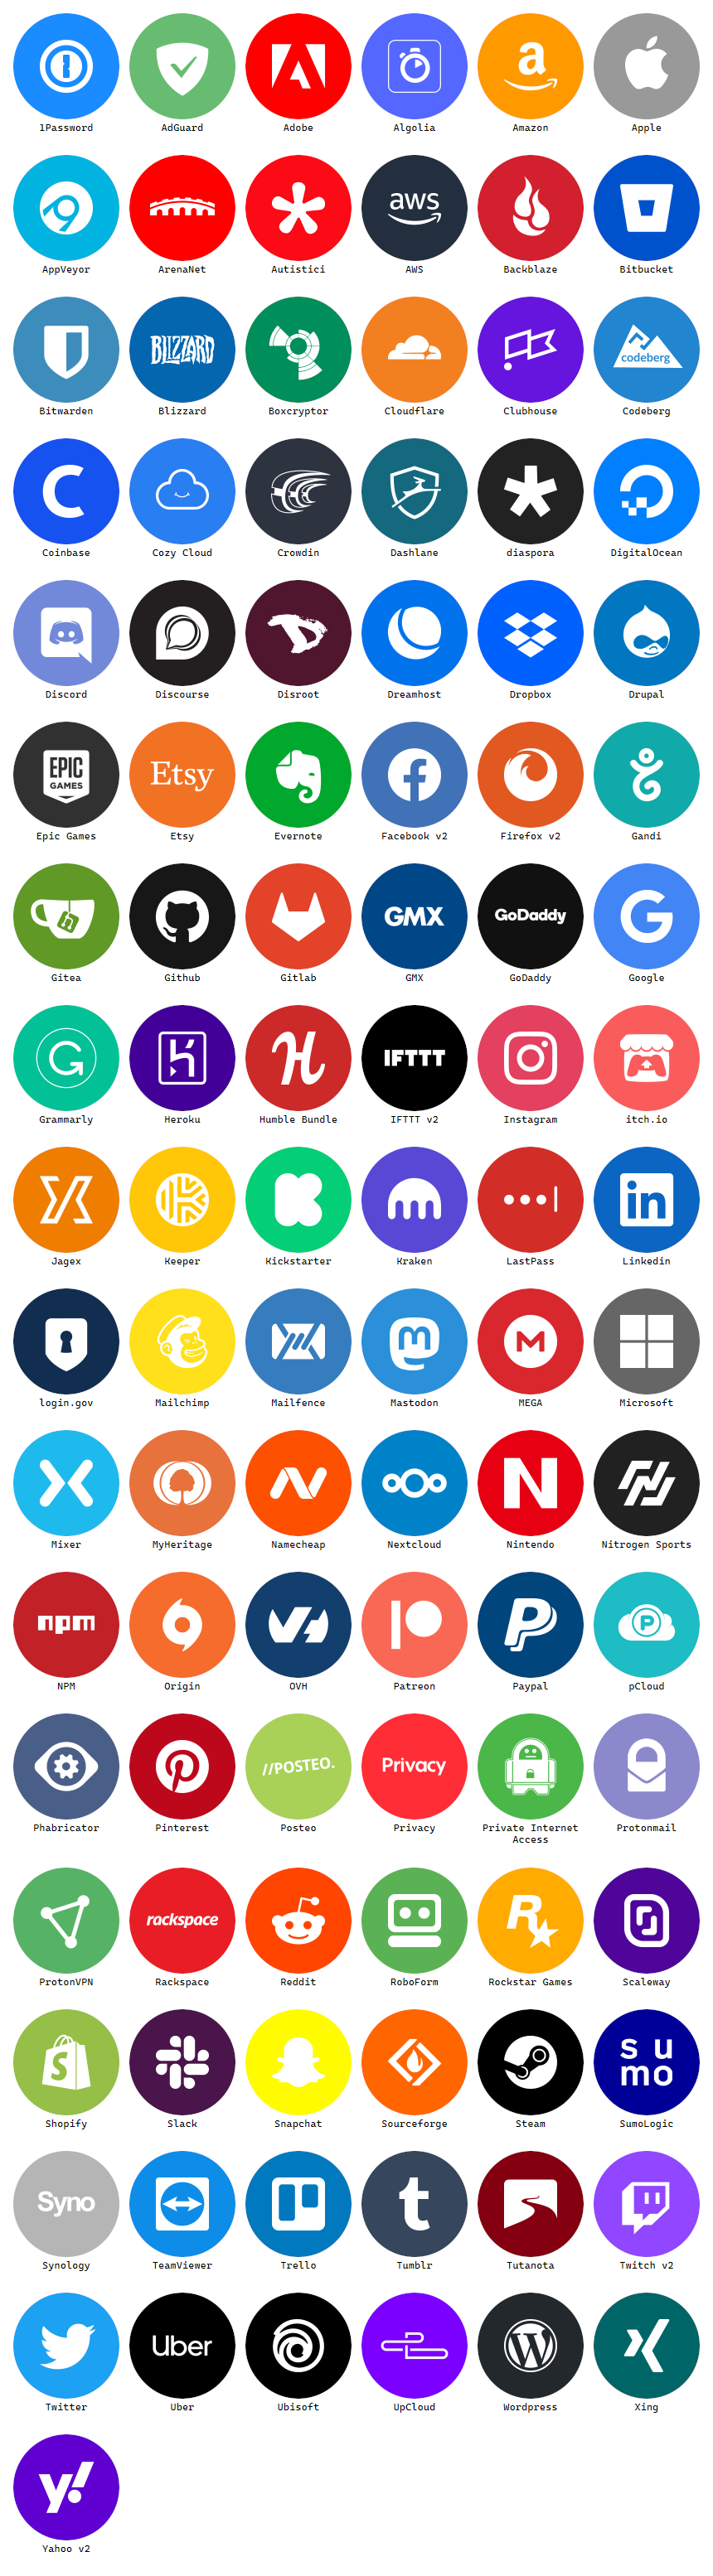 1Password AdGuard Adobe Algolia Amazon Apple
aws
AppVeyor ArenaNet Autistici AWS Backblaze Bitbucket
BLIZZARD codeberg
Bitwarden Blizzard Boxcryptor Cloudflare Clubhouse Codeberg
Coinbase Cozy Cloud Crowdin Dashlane diaspora DigitalOcean
Discord Discourse Disroot Dreamhost Dropbox Drupal
EPIC
GAMES
Etsy
Epic Games Etsy Evernote Facebook v2 Firefox v2 Gandi
GMX GoDaddy G
Gitea Github Gitlab GMX GoDaddy Google
IFTTT
Grammarly Heroku Humble Bundle IFTTT v2 Instagram itch.io
in
Jagex Keeper Kickstarter Kraken LastPass Linkedin
login.gov Mailchimp Mailfence Mastodon MEGA Microsoft
Mixer MyHeritage Namecheap Nextcloud Nintendo Nitrogen Sports
npm
NPM Origin OVH Patreon Paypal pCloud
//POSTEO. Privacy
Phabricator Pinterest Posteo Privacy Private Internet Access Protonmail
rackspace
ProtonVPN Rackspace Reddit RoboForm Rockstar Games Scaleway
su
mo
Shopify Slack Snapchat Sourceforge Steam SumoLogic
Syno
Synology TeamViewer Trello Tumblr Tutanota Twitch v2
Uber
Twitter Uber Ubisoft UpCloud Wordpress Xing
y!
Yahoo v2